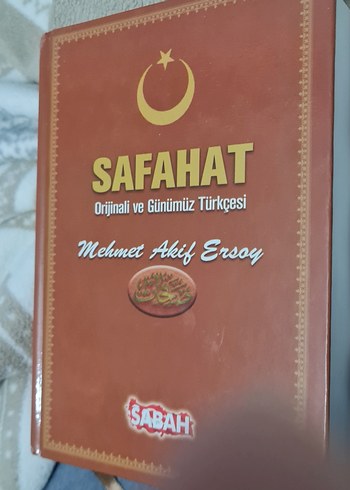 SAFAHAT
Orijinali ve Günümüz Türkçesi
Mehmet Akif Ersoy
SABAH